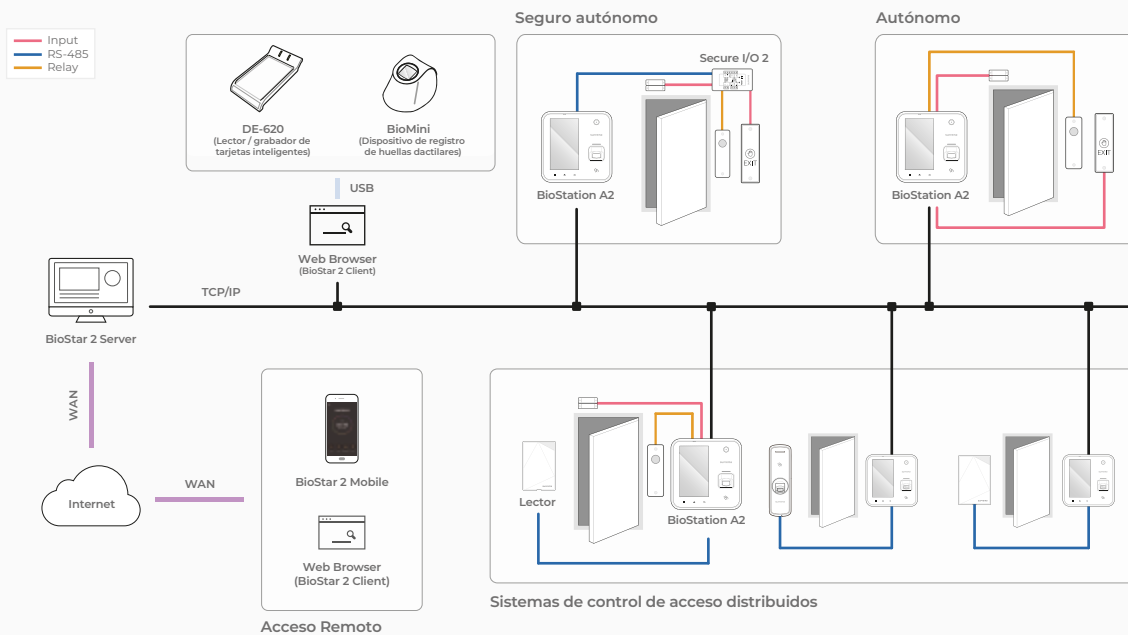 Input
RS-485
Relay
DE-620
(Lector / grabador de
tarjetas inteligentes)
BioMini
(Dispositivo de registro
de huellas dactilares)
USB
Web Browser
(BioStar 2 Client)
Seguro autónomo
Secure I/O 2
EXIT
BioStation A2
Autónomo
EXIT
BioStation A2
TCP/IP
BioStar 2 Server
WAN
Internet
WAN
BioStar 2 Mobile
Web Browser
(BioStar 2 Client)
Acceso Remoto
Lector
BioStation A2
Sistemas de control de acceso distribuidos